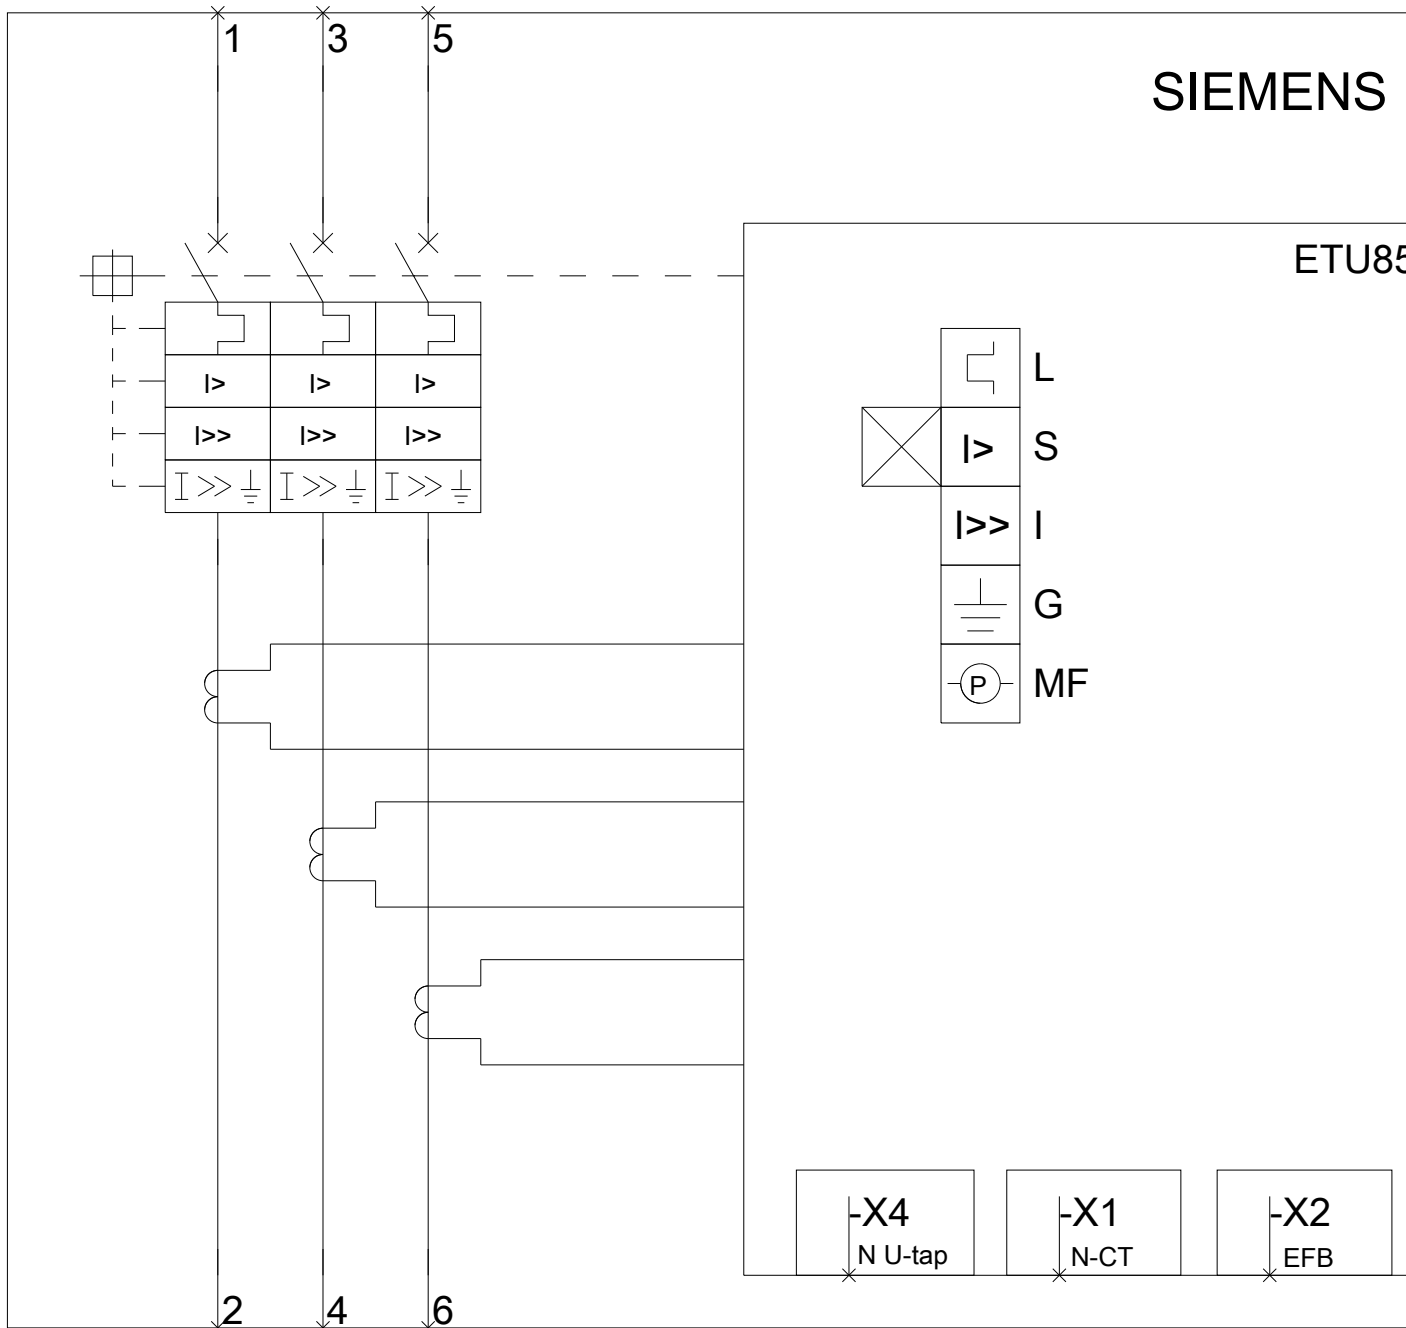 1 3 5
SIEMENS
ETU85
I> I> I>
I>> I>> I>>
I >> I >> I >>
L
I> S
I>> I
G
P MF
-X4 -X1 -X2
N U-tap N-CT EFB
2 4 6